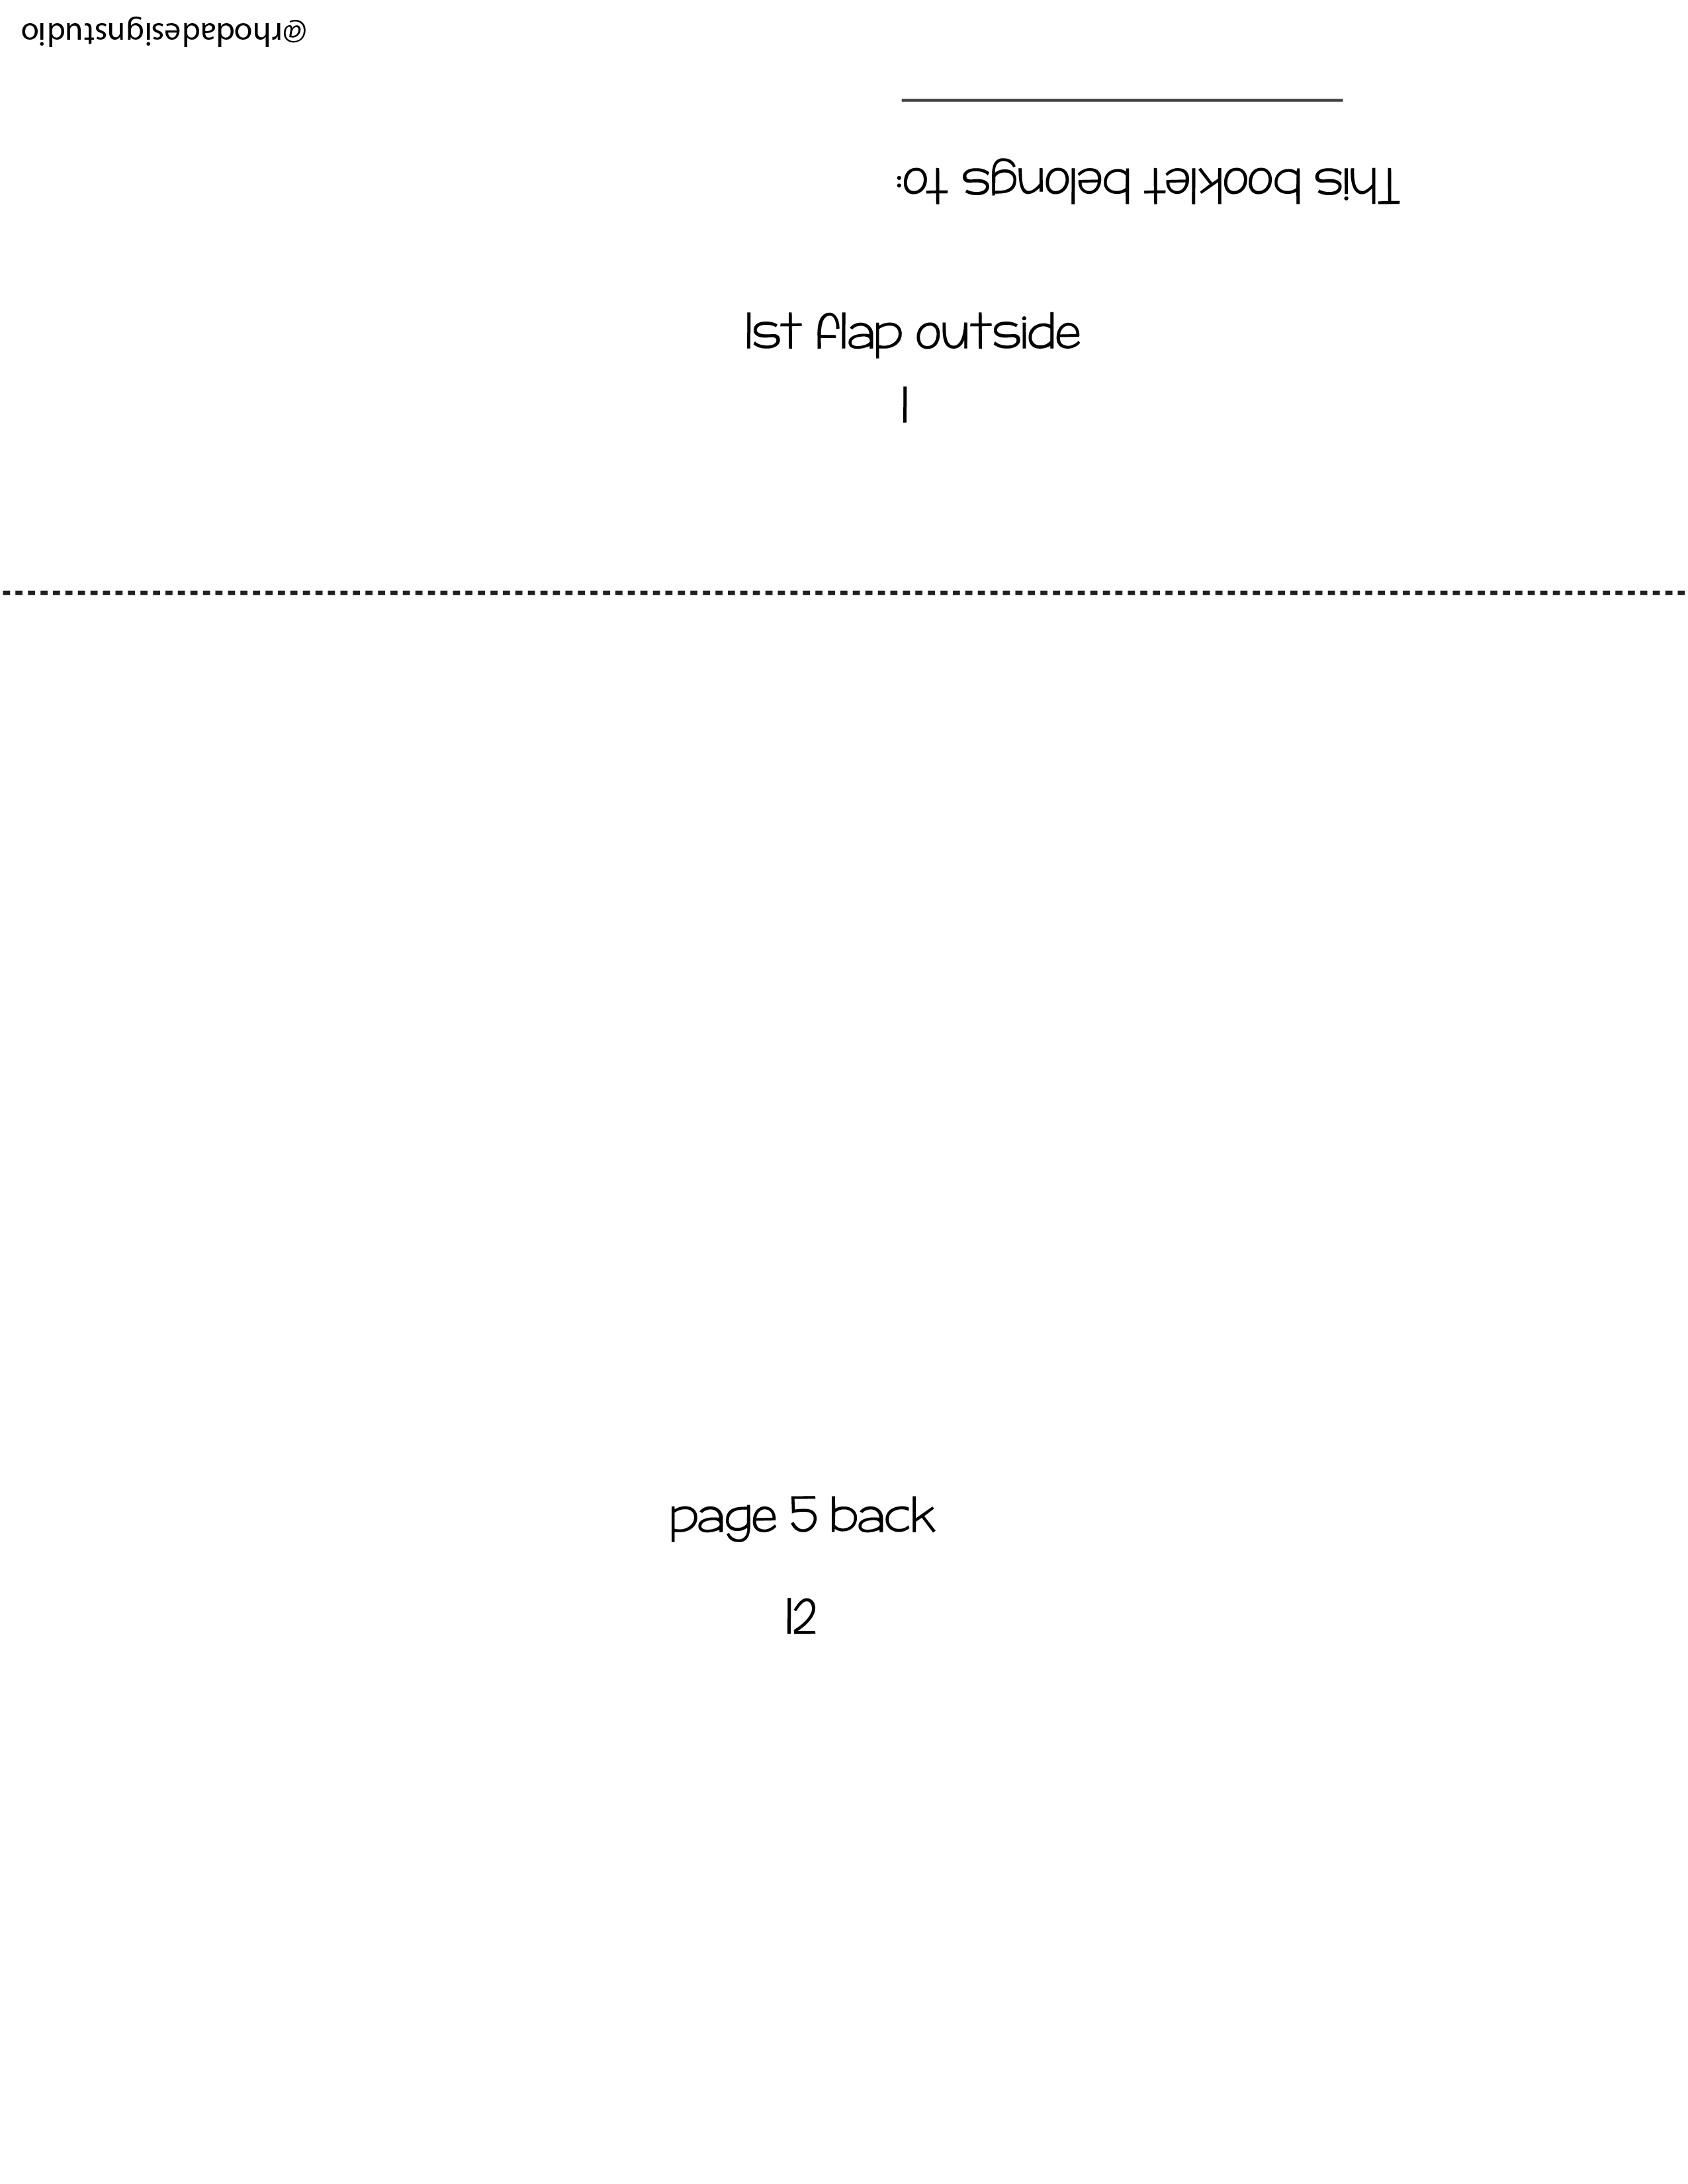 @rhodadesignstudio
This booklet belongs to:
1st flap outside
1
page 5 back
12